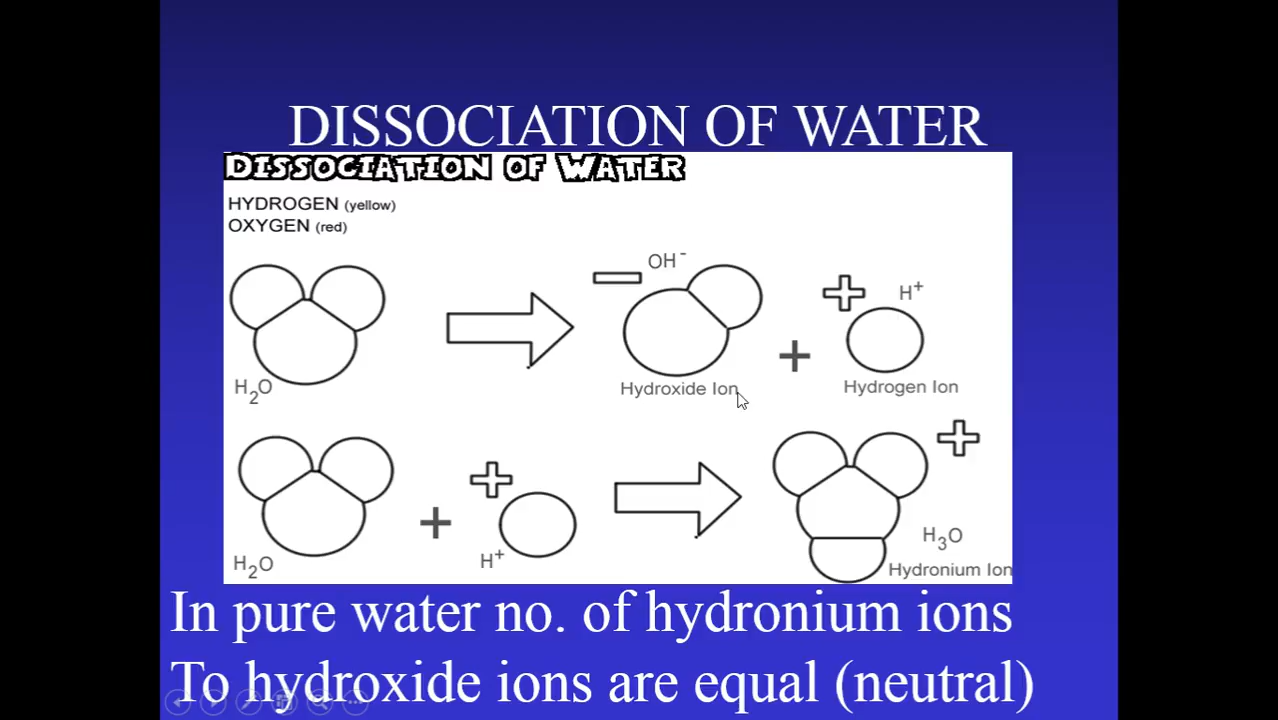 DISSOCIATION OF WATER
DISSOCIATION OF WATER
HYDROGEN (yellow)
OXYGEN (red)
OH⁻
H⁺
H₂O
Hydroxide Ion
+
Hydrogen Ion
H₂O
+
H⁺
H₃O
Hydronium Ion
In pure water no. of hydronium ions
To hydroxide ions are equal (neutral)